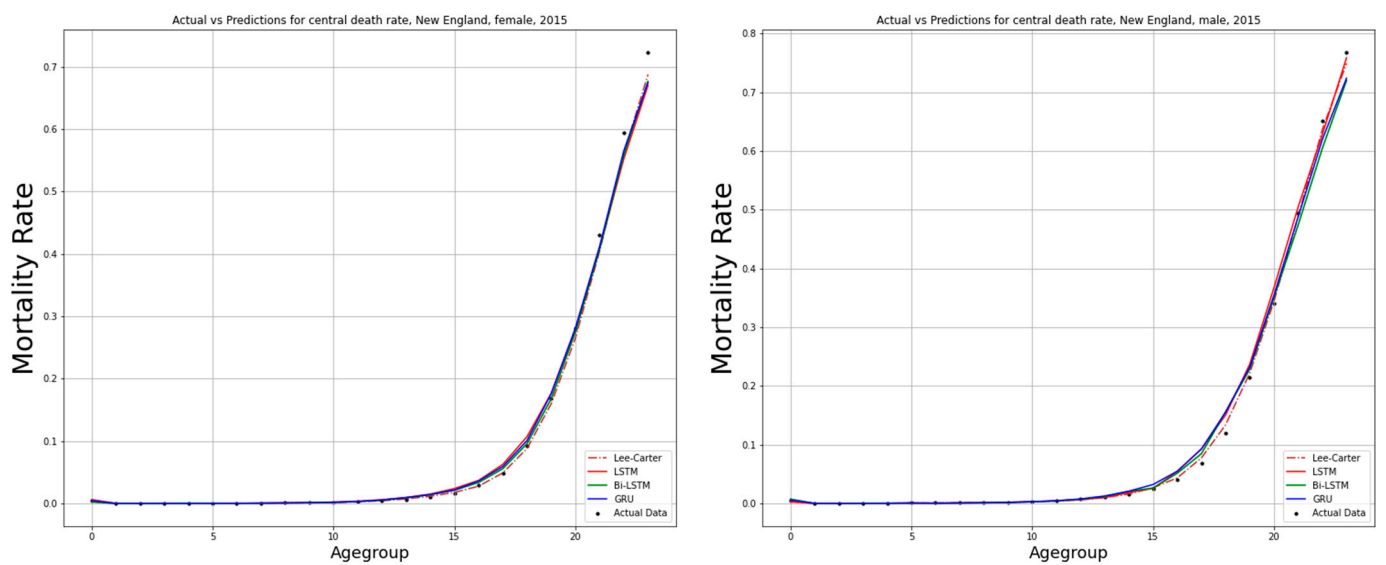 Actual vs Predictions for central death rate, New England, female, 2015
Mortality Rate
0.7
0.6
0.5
0.4
0.3
0.2
0.1
0.0
0
5
10
15
20
Agegroup
Lee-Carter
LSTM
Bi-LSTM
GRU
Actual Data
Actual vs Predictions for central death rate, New England, male, 2015
Mortality Rate
0.8
0.7
0.6
0.5
0.4
0.3
0.2
0.1
0.0
0
5
10
15
20
Agegroup
Lee-Carter
LSTM
Bi-LSTM
GRU
Actual Data